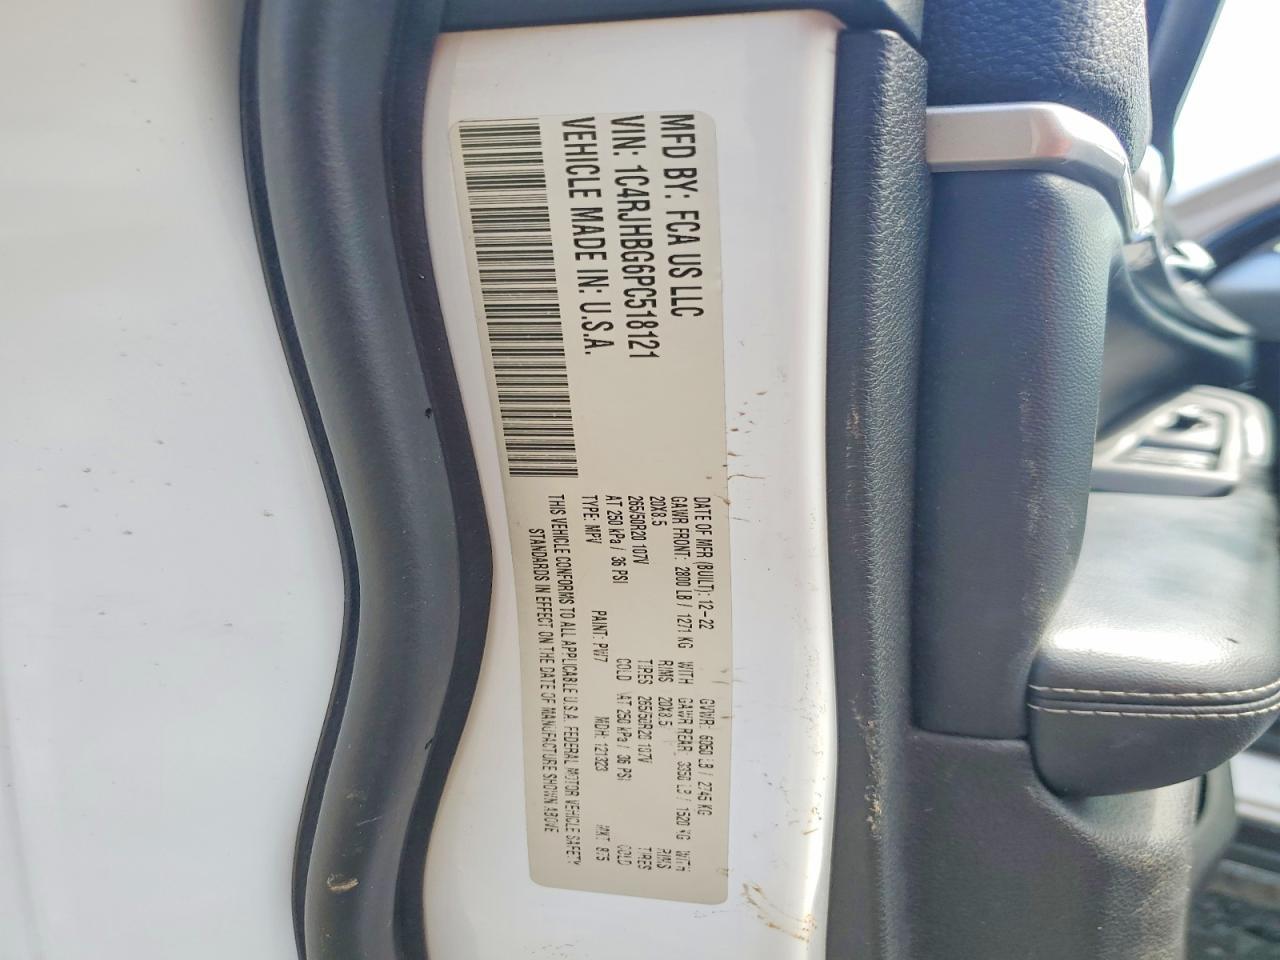 MFD BY: FCA US LLC
VIN: 1C4RJHBG6PC518121
VEHICLE MADE IN: U.S.A.
DATE OF MFR (BUILT): 12-22 GVWR: 6050 LB / 2745 KG
GAWR FRONT: 2800 LB / 1271 KG WITH GAWR REAR 3350 LB / 1520 KG WITH
20X8.5 RIMS 20X8.5 RIMS
265/50R20 107V TIRES 265/50R20 107V TIRES
AT 250 kPa / 36 PSI COLD AT 250 kPa / 36 PSI COLD
TYPE: MPV PAINT: PW7 MDH: 121323 MKT: 875
THIS VEHICLE CONFORMS TO ALL APPLICABLE U.S.A. FEDERAL MOTOR VEHICLE SAFETY
STANDARDS IN EFFECT ON THE DATE OF MANUFACTURE SHOWN ABOVE